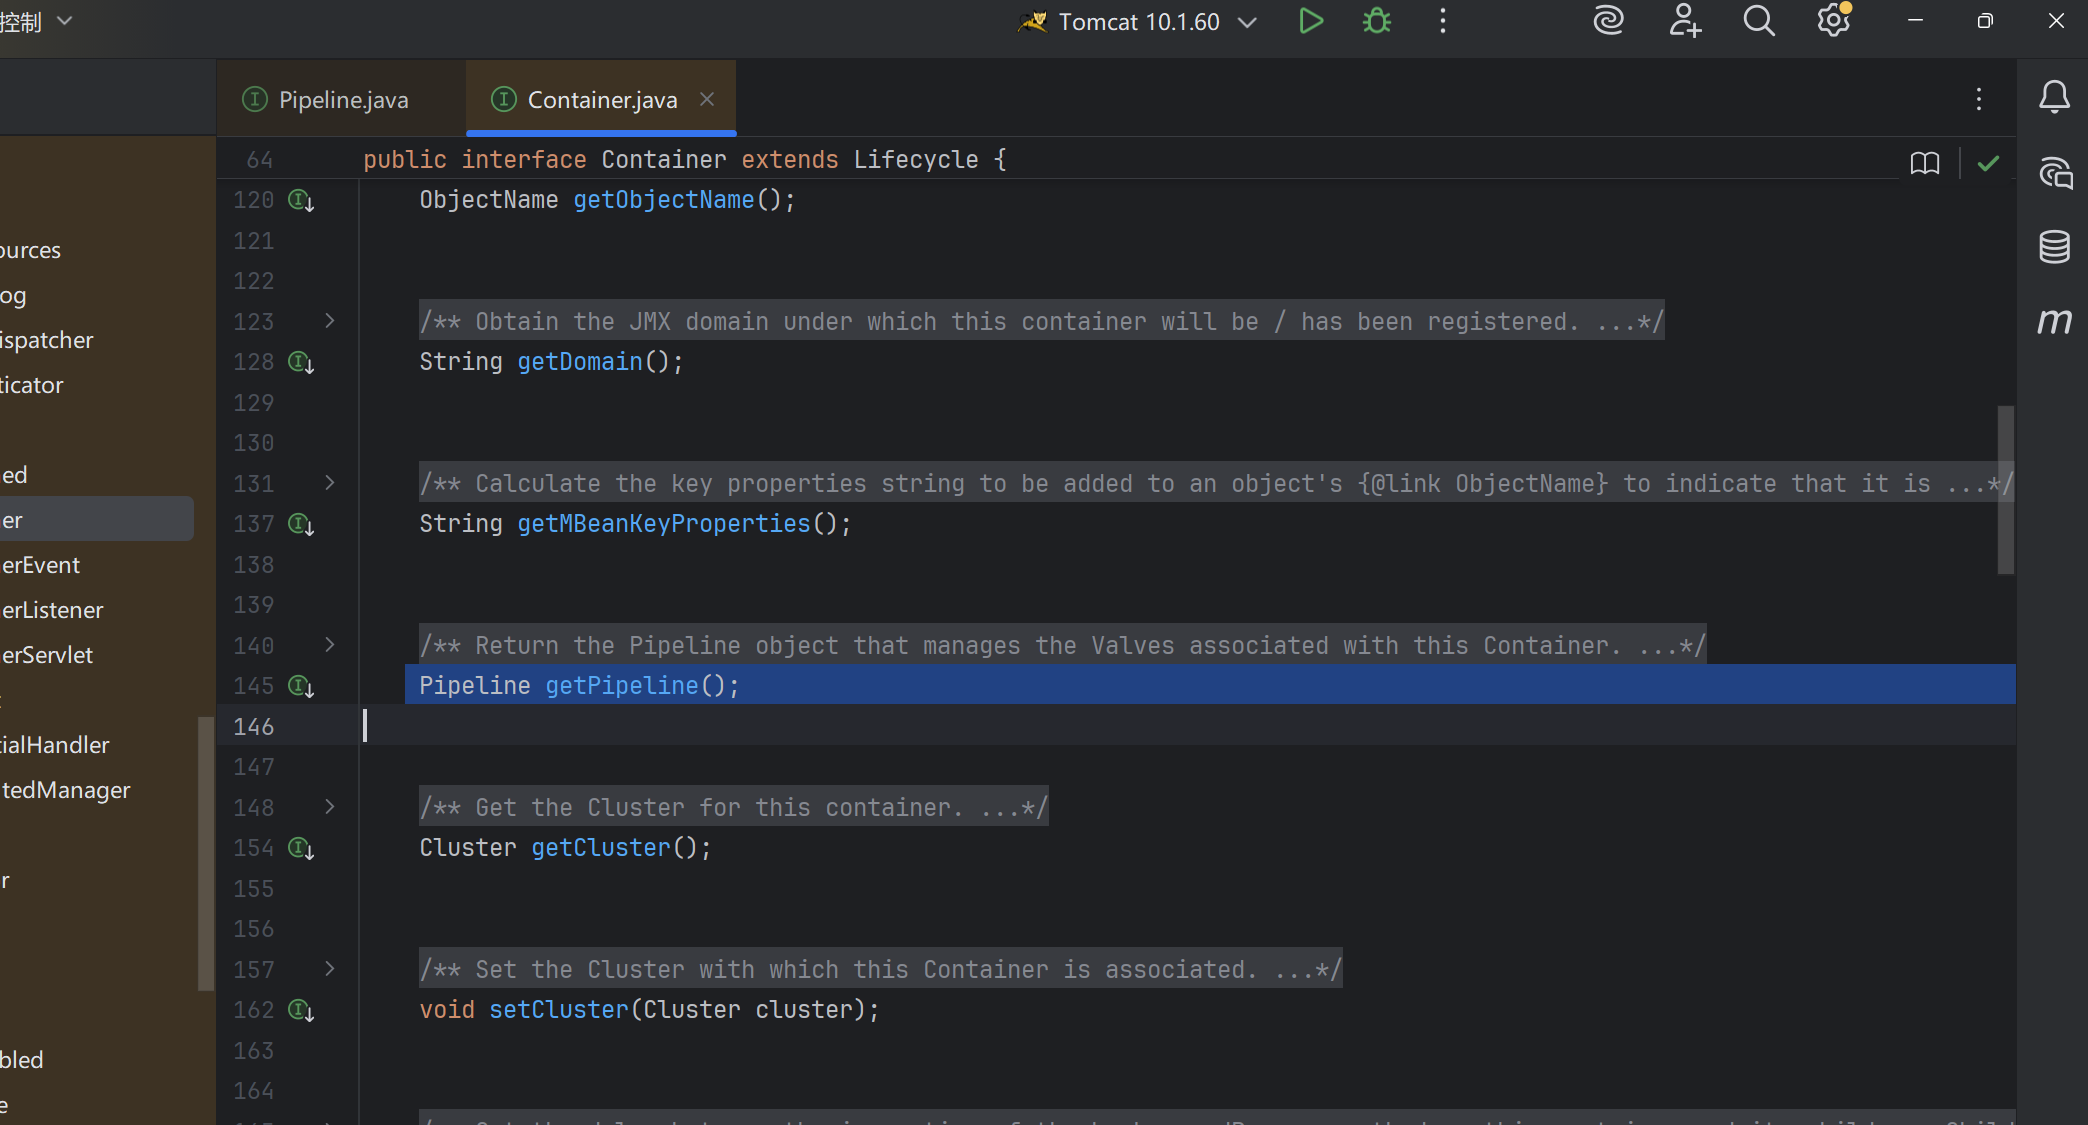 控制
Tomcat 10.1.60
Pipeline.java
Container.java
ources
og
ispatcher
ticator
ed
er
erEvent
erListener
erServlet
tialHandler
tedManager
r
bled
e
64 public interface Container extends Lifecycle {
120 ObjectName getObjectName();
121
122
123 /** Obtain the JMX domain under which this container will be / has been registered. ...*/
128 String getDomain();
129
130
131 /** Calculate the key properties string to be added to an object's {@link ObjectName} to indicate that it is ...*/
137 String getMBeanKeyProperties();
138
139
140 /** Return the Pipeline object that manages the Valves associated with this Container. ...*/
145 Pipeline getPipeline();
146
147
148 /** Get the Cluster for this container. ...*/
154 Cluster getCluster();
155
156
157 /** Set the Cluster with which this Container is associated. ...*/
162 void setCluster(Cluster cluster);
163
164